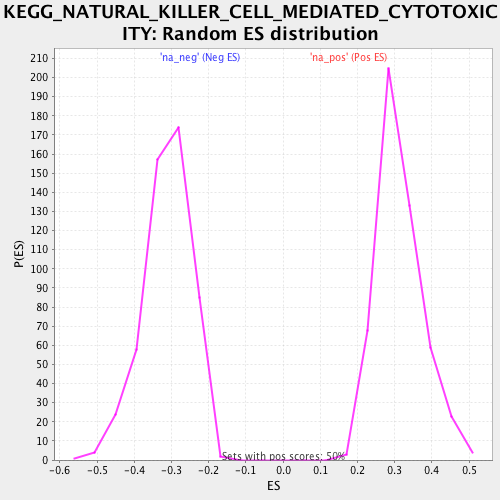 KEGG_NATURAL_KILLER_CELL_MEDIATED_CYTOTOXIC
ITY: Random ES distribution
'na_neg' (Neg ES)
'na_pos' (Pos ES)
210
200
190
180
170
160
150
140
130
120
110
100
90
80
70
60
50
40
30
20
10
0
P(ES)
Sets with pos scores: 50%
-0.6 -0.5 -0.4 -0.3 -0.2 -0.1 0.0 0.1 0.2 0.3 0.4 0.5
ES